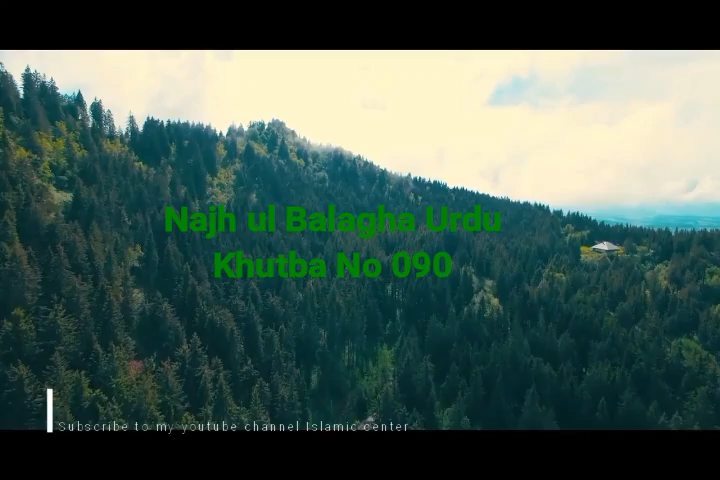 Najh ul Balagha Urdu
Khutba No 090
Subscribe to my youtube channel Islamic center